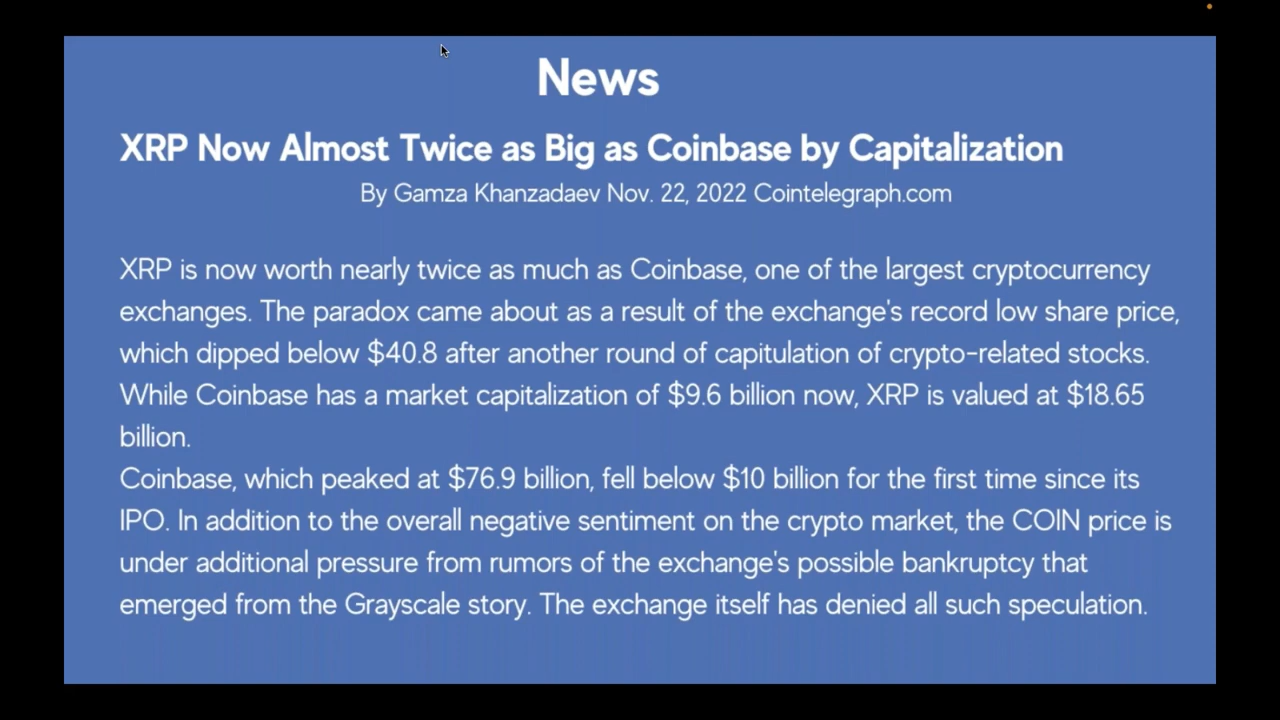 News
XRP Now Almost Twice as Big as Coinbase by Capitalization
By Gamza Khanzadaev Nov. 22, 2022 Cointelegraph.com
XRP is now worth nearly twice as much as Coinbase, one of the largest cryptocurrency
exchanges. The paradox came about as a result of the exchange's record low share price,
which dipped below $40.8 after another round of capitulation of crypto-related stocks.
While Coinbase has a market capitalization of $9.6 billion now, XRP is valued at $18.65
billion.
Coinbase, which peaked at $76.9 billion, fell below $10 billion for the first time since its
IPO. In addition to the overall negative sentiment on the crypto market, the COIN price is
under additional pressure from rumors of the exchange's possible bankruptcy that
emerged from the Grayscale story. The exchange itself has denied all such speculation.